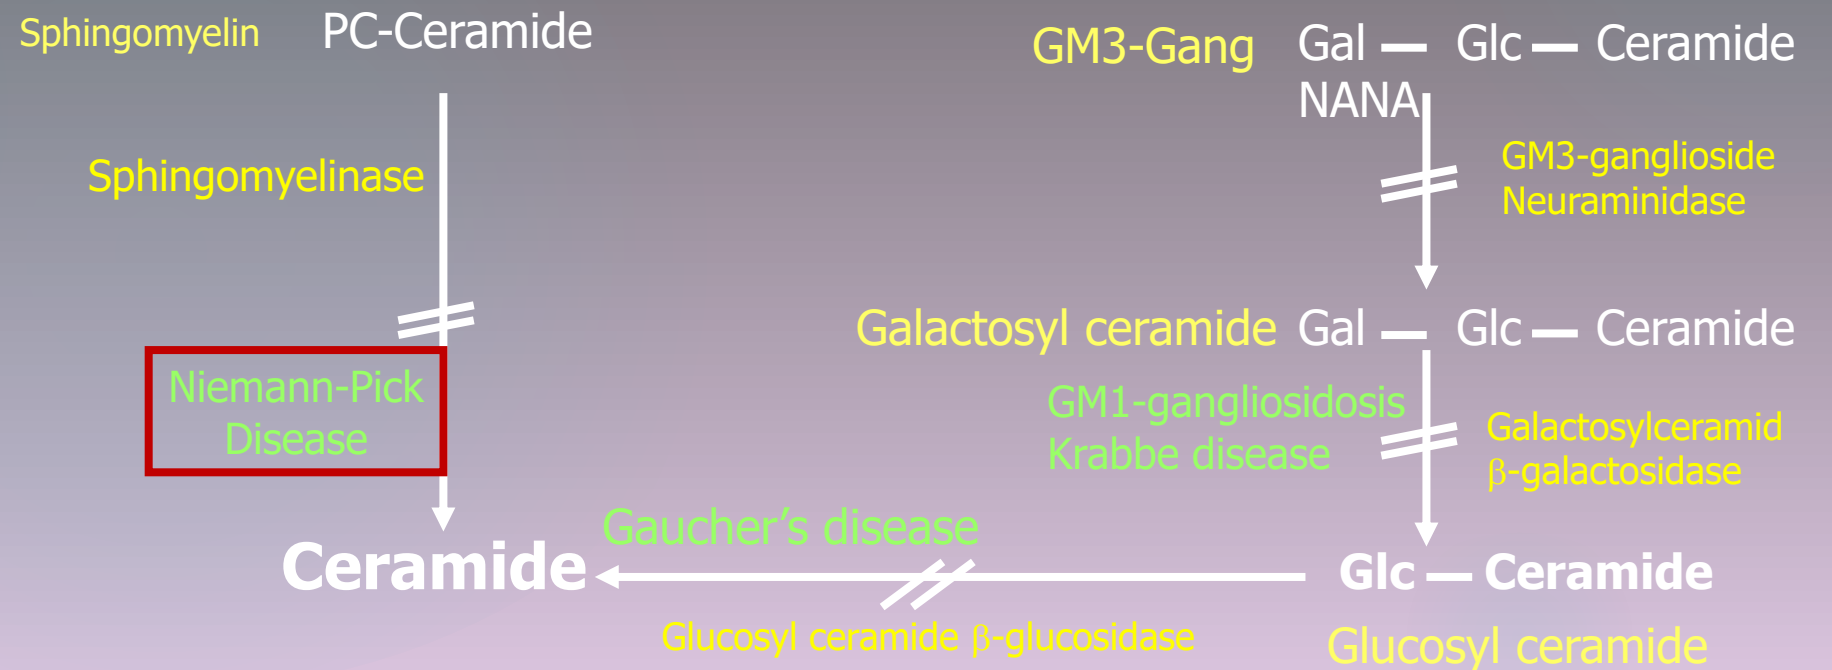 Sphingomyelin PC-Ceramide
GM3-Gang Gal — Glc — Ceramide
NANA
Sphingomyelinase
GM3-ganglioside
Neuraminidase
Galactosyl ceramide Gal — Glc — Ceramide
Niemann-Pick
Disease
GM1-gangliosidosis
Krabbe disease
Galactosylceramid
β-galactosidase
Gaucher’s disease
Ceramide
Glc — Ceramide
Glucosyl ceramide β-glucosidase
Glucosyl ceramide